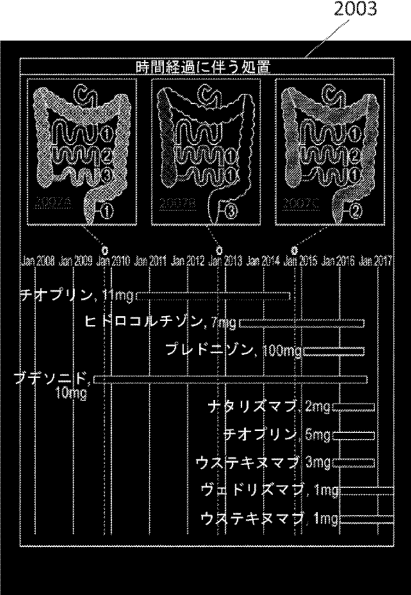 2003
時間経過に伴う処置
① ① ①
② ① ①
③ ① ①
2007A 2007B 2007C
① ③ ②
Jan 2008 Jan 2009 Jan 2010 Jan 2011 Jan 2012 Jan 2013 Jan 2014 Jan 2015 Jan 2016 Jan 2017
チオプリン, 11mg
ヒドロコルチゾン, 7mg
プレドニゾン, 100mg
ブデソニド,
10mg
ナタリズマブ, 2mg
チオプリン, 5mg
ウステキヌマブ 3mg
ヴェドリズマブ, 1mg
ウステキヌマブ, 1mg